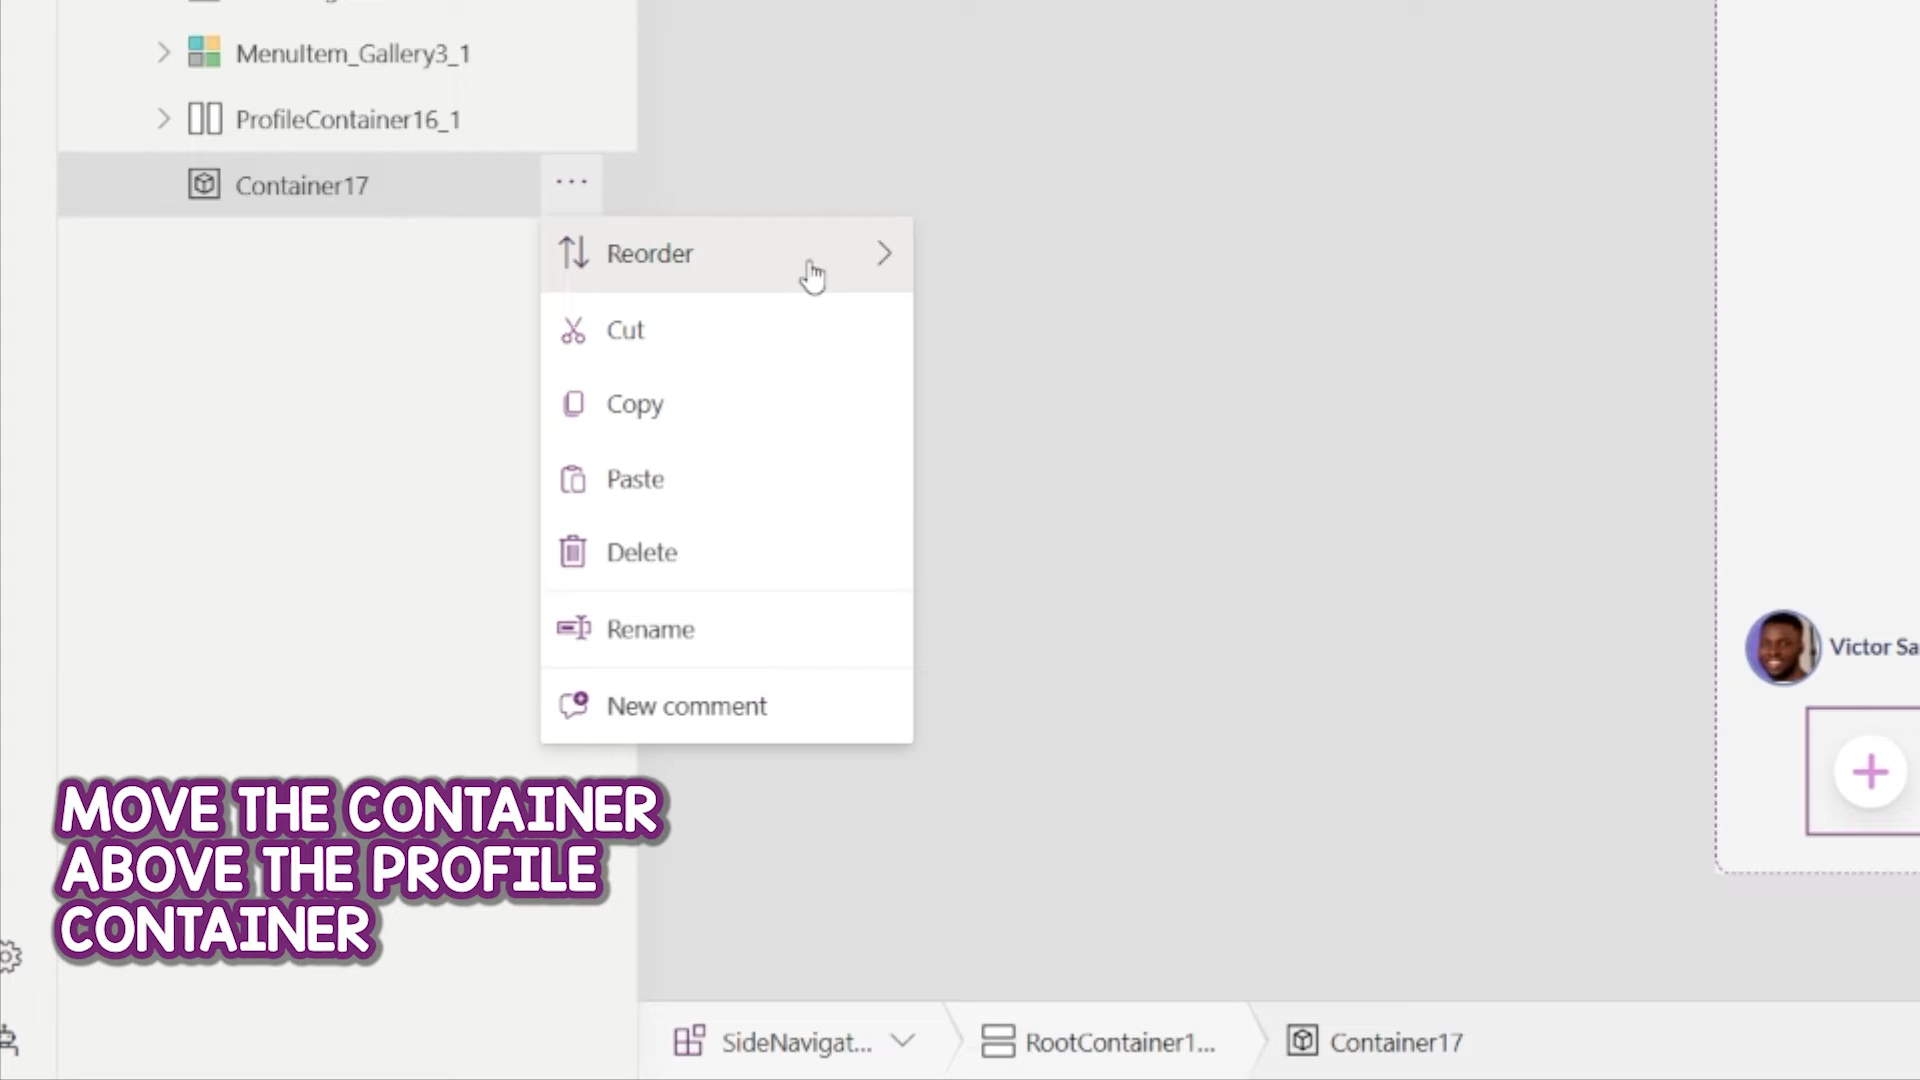 MenuItem_Gallery3_1
ProfileContainer16_1
Container17
Reorder
Cut
Copy
Paste
Delete
Rename
New comment
Victor Sa
MOVE THE CONTAINER
ABOVE THE PROFILE
CONTAINER
SideNavigat...
RootContainer1...
Container17